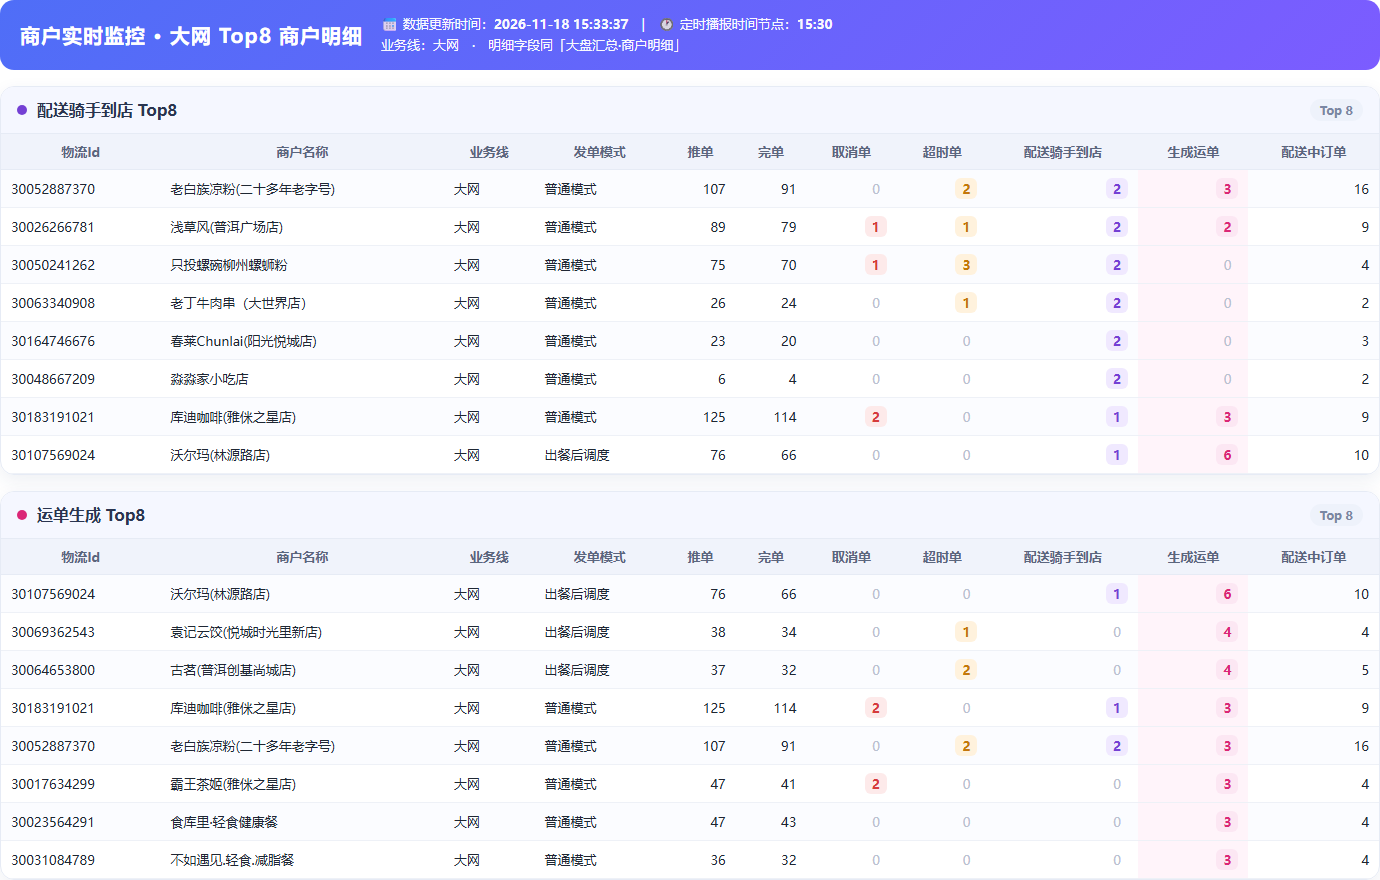 商户实时监控 • 大网 Top8 商户明细
数据更新时间：2026-11-18 15:33:37 | 定时播报时间节点：15:30
业务线：大网 · 明细字段同「大盘汇总·商户明细」
配送骑手到店 Top8 Top 8
物流Id 商户名称 业务线 发单模式 推单 完单 取消单 超时单 配送骑手到店 生成运单 配送中订单
30052887370 老白族凉粉(二十多年老字号) 大网 普通模式 107 91 0 2 2 3 16
30026266781 浅草风(普洱广场店) 大网 普通模式 89 79 1 1 2 2 9
30050241262 只投螺碗柳州螺蛳粉 大网 普通模式 75 70 1 3 2 0 4
30063340908 老丁牛肉串（大世界店） 大网 普通模式 26 24 0 1 2 0 2
30164746676 春莱Chunlai(阳光悦城店) 大网 普通模式 23 20 0 0 2 0 3
30048667209 淼淼家小吃店 大网 普通模式 6 4 0 0 2 0 2
30183191021 库迪咖啡(雅侎之星店) 大网 普通模式 125 114 2 0 1 3 9
30107569024 沃尔玛(林源路店) 大网 出餐后调度 76 66 0 0 1 6 10
运单生成 Top8 Top 8
物流Id 商户名称 业务线 发单模式 推单 完单 取消单 超时单 配送骑手到店 生成运单 配送中订单
30107569024 沃尔玛(林源路店) 大网 出餐后调度 76 66 0 0 1 6 10
30069362543 袁记云饺(悦城时光里新店) 大网 出餐后调度 38 34 0 1 0 4 4
30064653800 古茗(普洱创基尚城店) 大网 出餐后调度 37 32 0 2 0 4 5
30183191021 库迪咖啡(雅侎之星店) 大网 普通模式 125 114 2 0 1 3 9
30052887370 老白族凉粉(二十多年老字号) 大网 普通模式 107 91 0 2 2 3 16
30017634299 霸王茶姬(雅侎之星店) 大网 普通模式 47 41 2 0 0 3 4
30023564291 食库里·轻食健康餐 大网 普通模式 47 43 0 0 0 3 4
30031084789 不如遇见.轻食.减脂餐 大网 普通模式 36 32 0 0 0 3 4